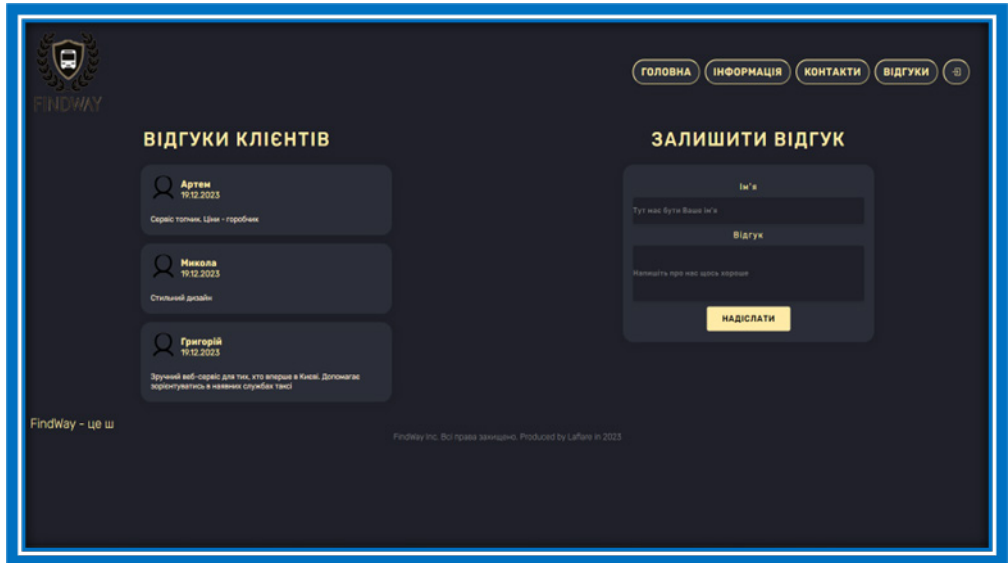 FINDWAY
ГОЛОВНА
ІНФОРМАЦІЯ
КОНТАКТИ
ВІДГУКИ
ВІДГУКИ КЛІЄНТІВ
Артем
19.12.2023
Сервіс топчик. Ціни - горобчик
Микола
19.12.2023
Стильний дизайн
Григорій
19.12.2023
Зручний веб-сервіс для тих, хто вперше в Києві. Допомагає
зорієнтуватись в наявних службах таксі
ЗАЛИШИТИ ВІДГУК
Ім'я
Тут має бути Ваше ім'я
Відгук
Напишіть про нас щось хороше
НАДІСЛАТИ
FindWay - це ш
FindWay Inc. Всі права захищено. Produced by Laflare in 2023